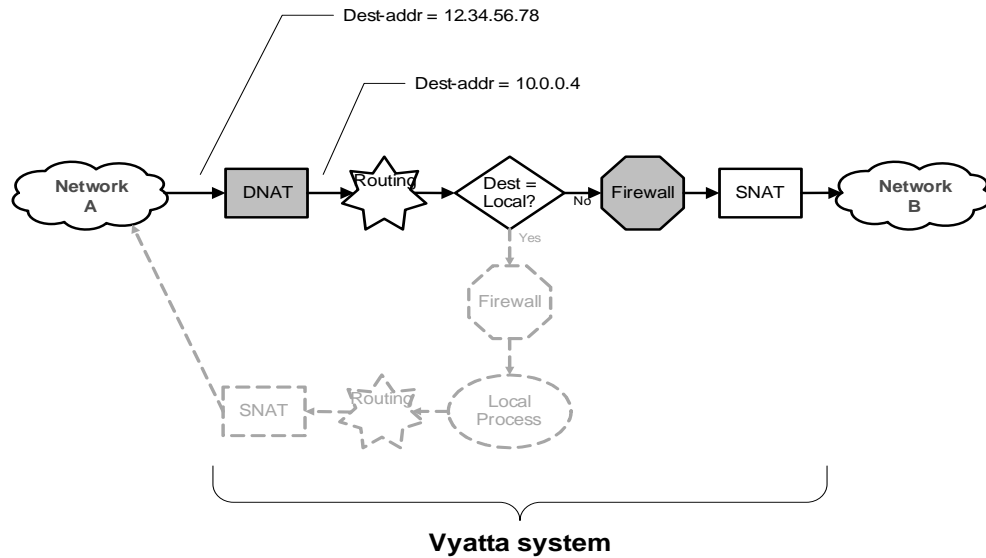 Dest-addr = 12.34.56.78
Dest-addr = 10.0.0.4
Network
A
DNAT
Routing
Dest =
Local?
No
Firewall
SNAT
Network
B
Yes
Firewall
SNAT
Routing
Local
Process
Vyatta system